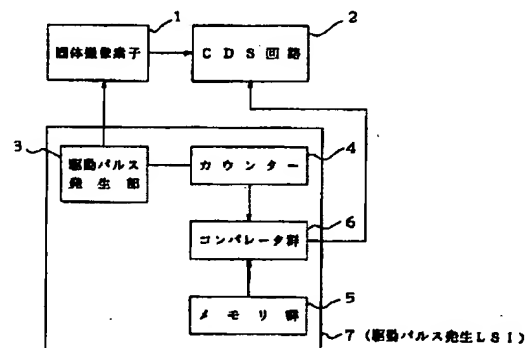 1
2
固体撮像素子
CDS回路
3
駆動パルス
発生部
カウンター
4
6
コンパレータ群
メモリ群
5
7(駆動パルス発生LSI)